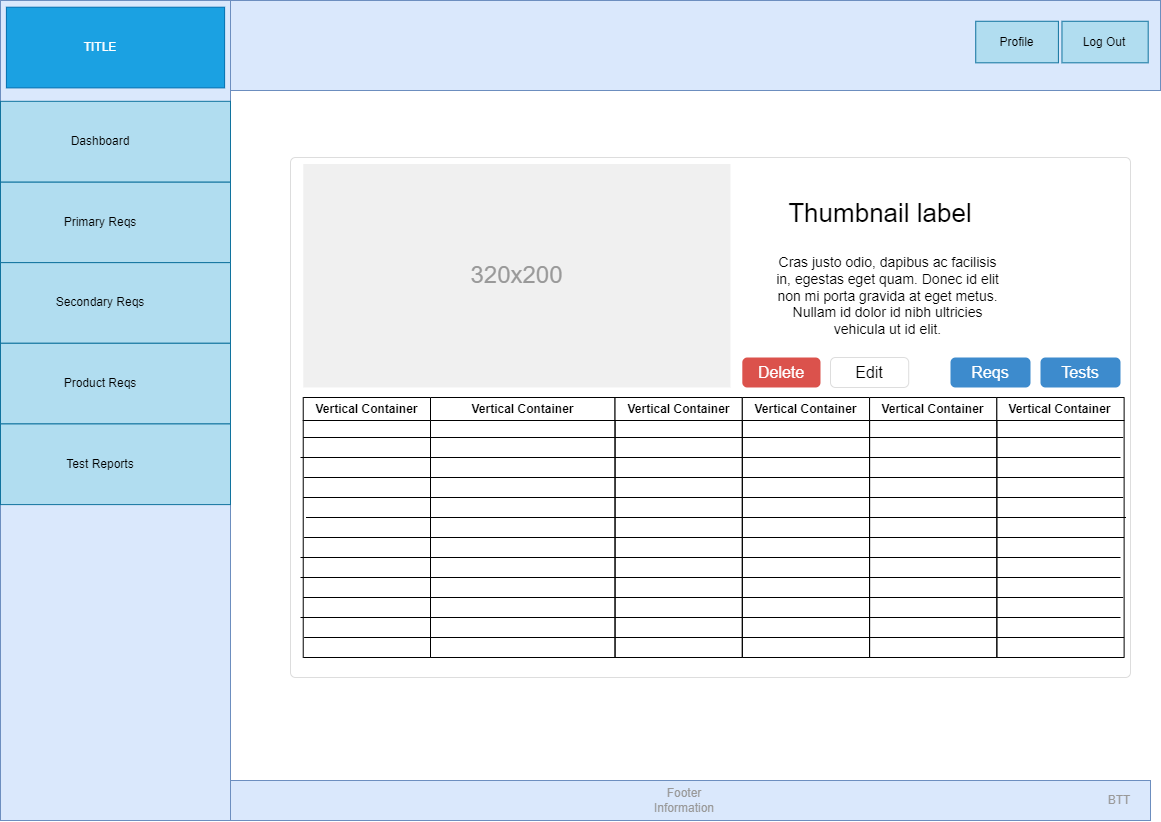 TITLE
Profile
Log Out
Dashboard
Primary Reqs
Secondary Reqs
Product Reqs
Test Reports
320x200
Thumbnail label
Cras justo odio, dapibus ac facilisis
in, egestas eget quam. Donec id elit
non mi porta gravida at eget metus.
Nullam id dolor id nibh ultricies
vehicula ut id elit.
Delete
Edit
Reqs
Tests
Vertical Container
Vertical Container
Vertical Container
Vertical Container
Vertical Container
Vertical Container
Footer
Information
BTT